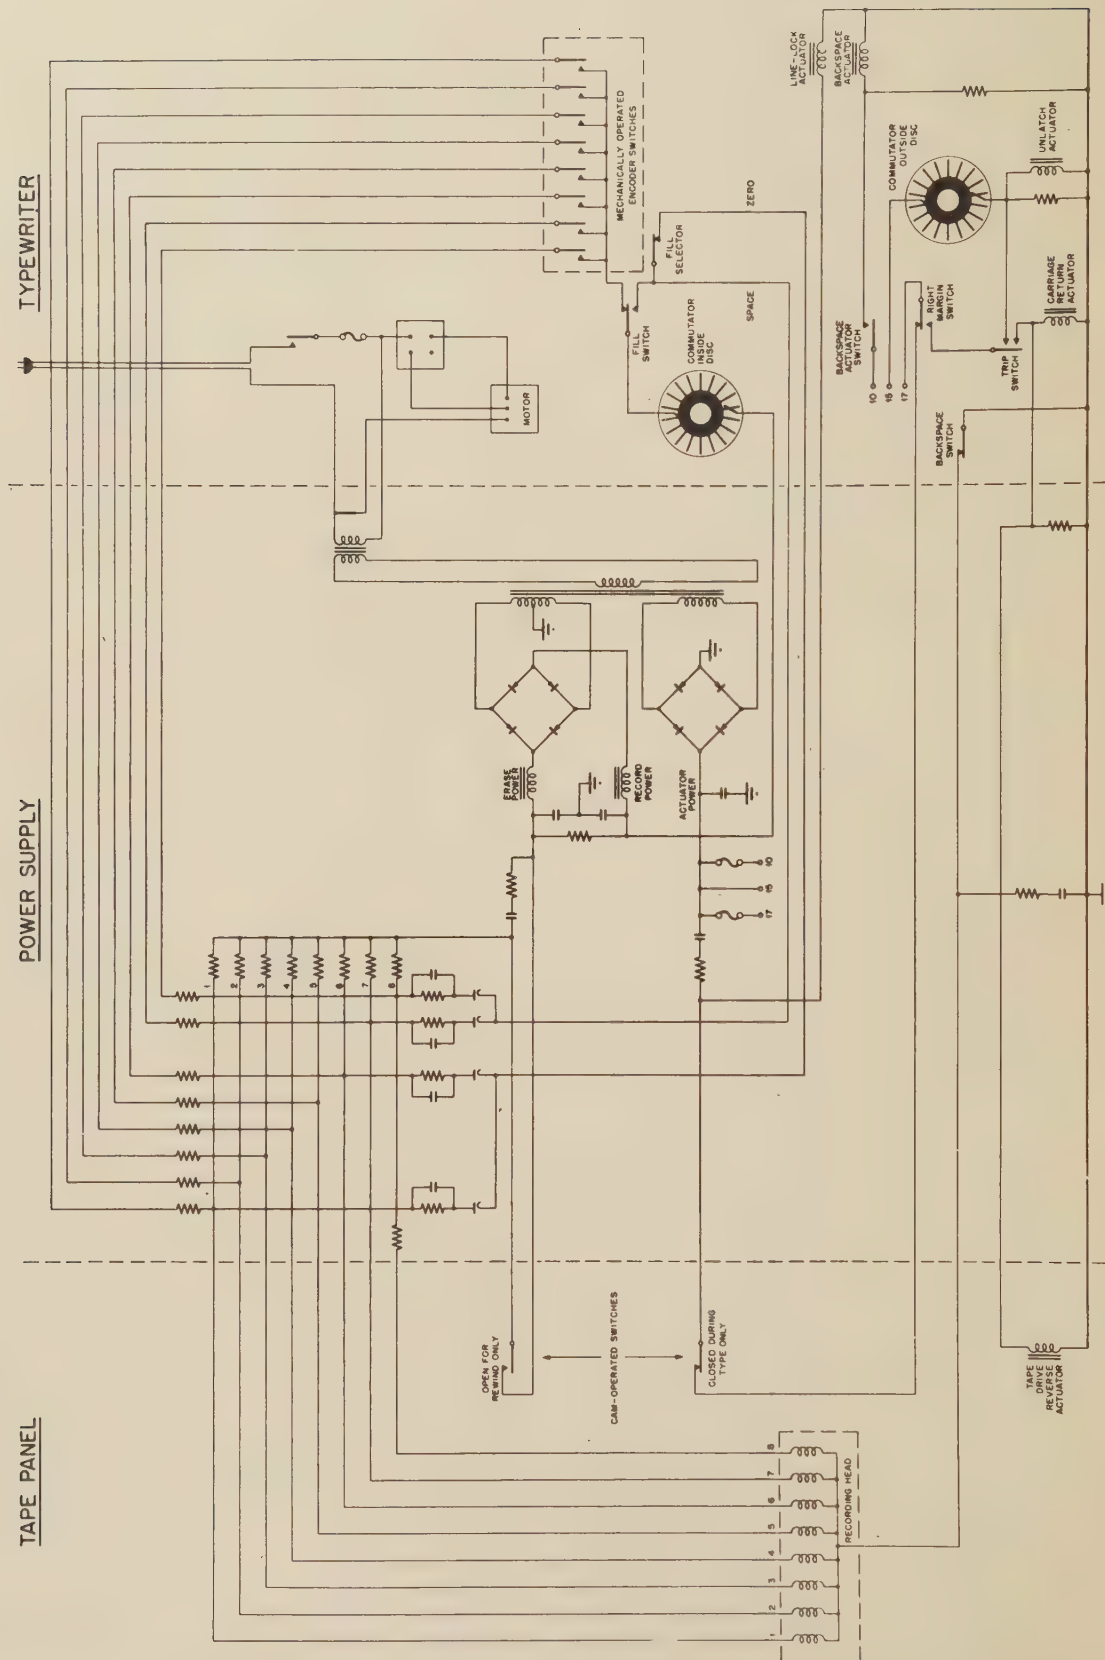 TAPE PANEL
POWER SUPPLY
TYPEWRITER
MECHANICALLY OPERATED
ENCODER SWITCHES
1
2
3
4
5
6
7
8
MOTOR
FILL
SWITCH
FILL
SELECTOR
ZERO
SPACE
COMMUTATOR
INSIDE
DISC
ERASE
POWER
RECORD
POWER
ACTUATOR
POWER
17
15
10
OPEN FOR
REWIND ONLY
CAM-OPERATED SWITCHES
CLOSED DURING
TYPE ONLY
1
2
3
4
5
6
7
8
RECORDING HEAD
LINE-LOCK
ACTUATOR
BACKSPACE
ACTUATOR
BACKSPACE
ACTUATOR
SWITCH
10
15
17
COMMUTATOR
OUTSIDE
DISC
RIGHT
MARGIN
SWITCH
UNLATCH
ACTUATOR
BACKSPACE
SWITCH
TRIP
SWITCH
CARRIAGE
RETURN
ACTUATOR
TAPE
DRIVE
REVERSE
ACTUATOR